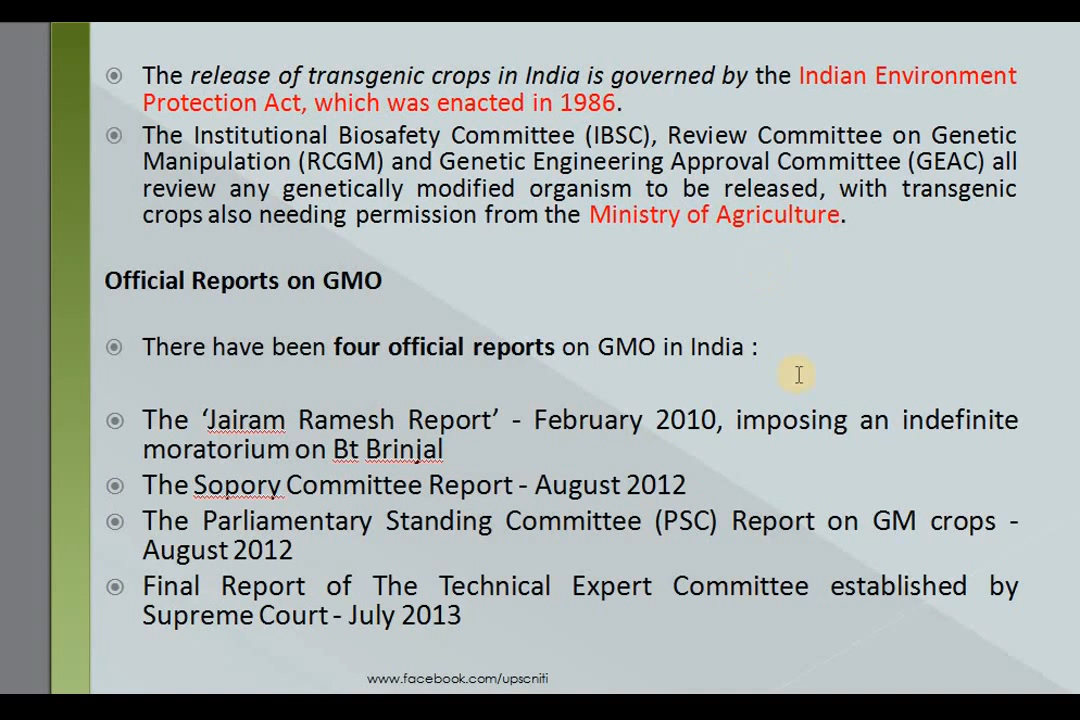 The release of transgenic crops in India is governed by the Indian Environment
Protection Act, which was enacted in 1986.
The Institutional Biosafety Committee (IBSC), Review Committee on Genetic
Manipulation (RCGM) and Genetic Engineering Approval Committee (GEAC) all
review any genetically modified organism to be released, with transgenic
crops also needing permission from the Ministry of Agriculture.
Official Reports on GMO
There have been four official reports on GMO in India :
The ‘Jairam Ramesh Report’ - February 2010, imposing an indefinite
moratorium on Bt Brinjal
The Sopory Committee Report - August 2012
The Parliamentary Standing Committee (PSC) Report on GM crops -
August 2012
Final Report of The Technical Expert Committee established by
Supreme Court - July 2013
www.facebook.com/upscniti